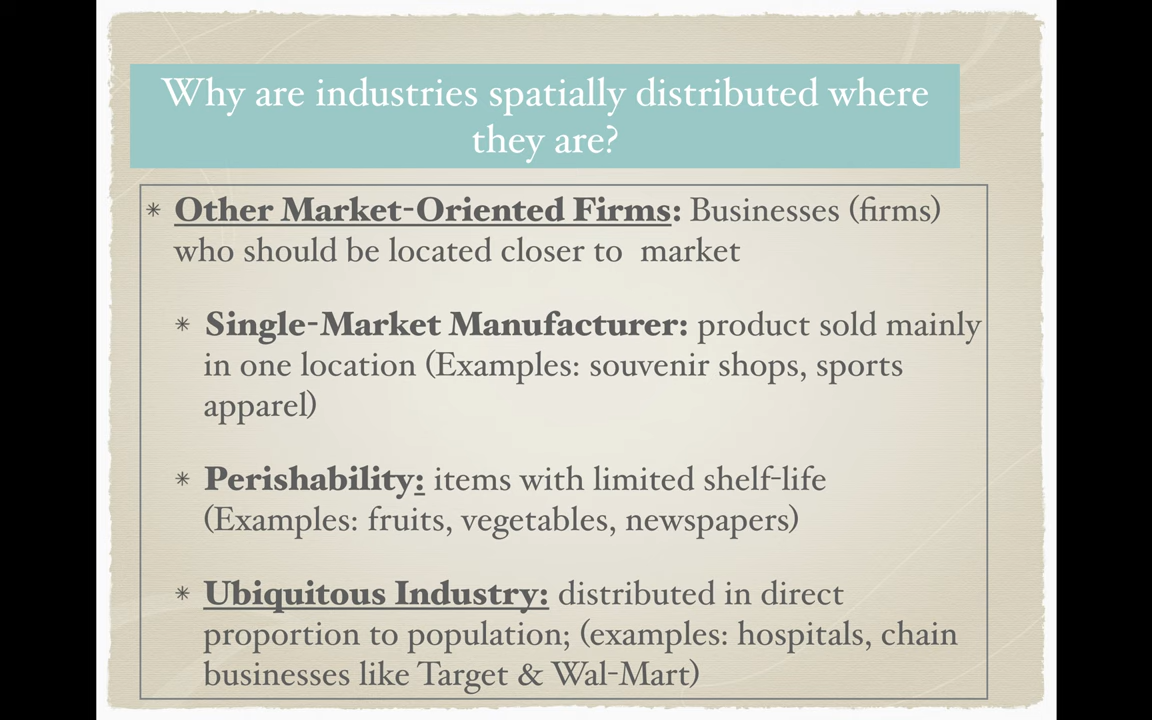 Why are industries spatially distributed where
they are?
✴ Other Market-Oriented Firms: Businesses (firms)
who should be located closer to market
✴ Single-Market Manufacturer: product sold mainly
in one location (Examples: souvenir shops, sports
apparel)
✴ Perishability: items with limited shelf-life
(Examples: fruits, vegetables, newspapers)
✴ Ubiquitous Industry: distributed in direct
proportion to population; (examples: hospitals, chain
businesses like Target & Wal-Mart)